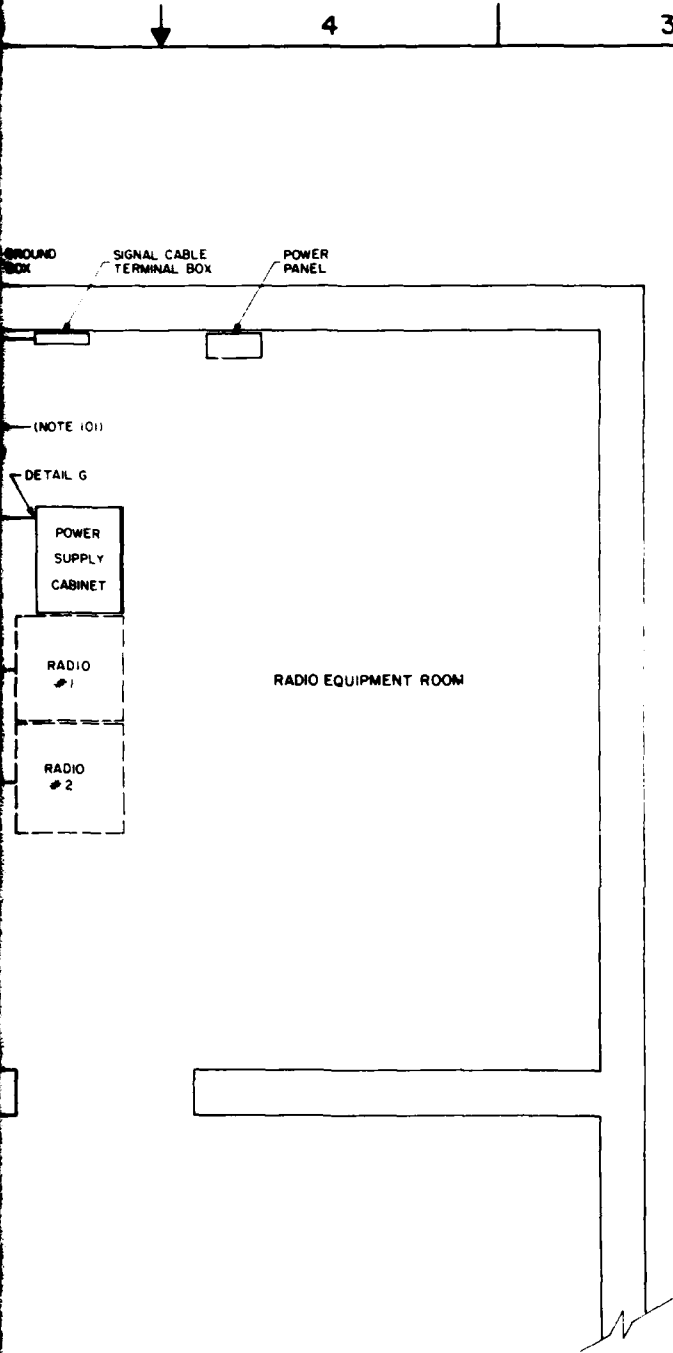 4
3
GROUND
BOX
SIGNAL CABLE
TERMINAL BOX
POWER
PANEL
(NOTE 101)
DETAIL G
POWER
SUPPLY
CABINET
RADIO
#1
RADIO EQUIPMENT ROOM
RADIO
#2